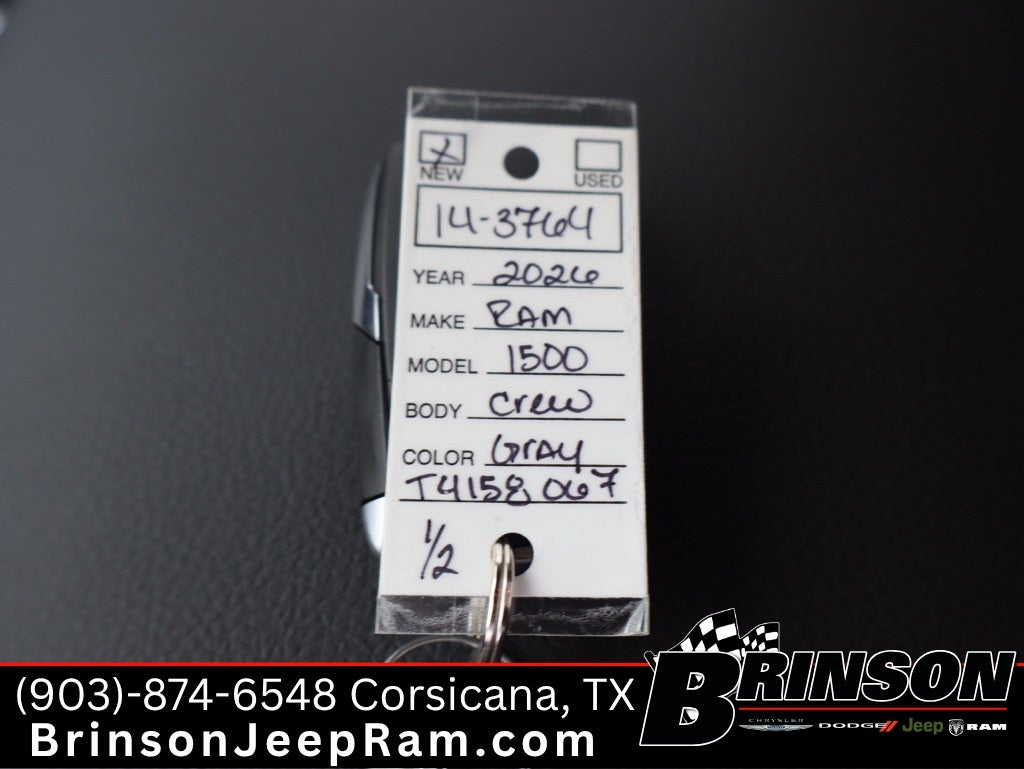 X
NEW USED
14-3764
YEAR 2026
MAKE RAM
MODEL 1500
BODY Crew
COLOR Gray
T4158067
1/2
(903)-874-6548 Corsicana, TX
BrinsonJeepRam.com
BRINSON
CHRYSLER DODGE Jeep RAM